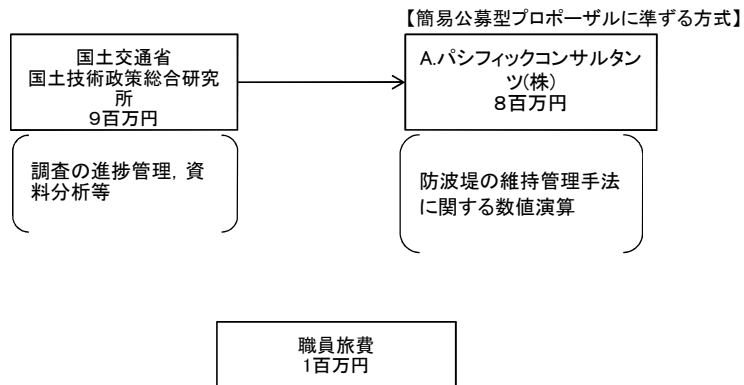 【簡易公募型プロポーザルに準ずる方式】
国土交通省
国土技術政策総合研究
所
9百万円
A.パシフィックコンサルタン
ツ(株)
8百万円
調査の進捗管理, 資
料分析等
防波堤の維持管理手法
に関する数値演算
職員旅費
1百万円